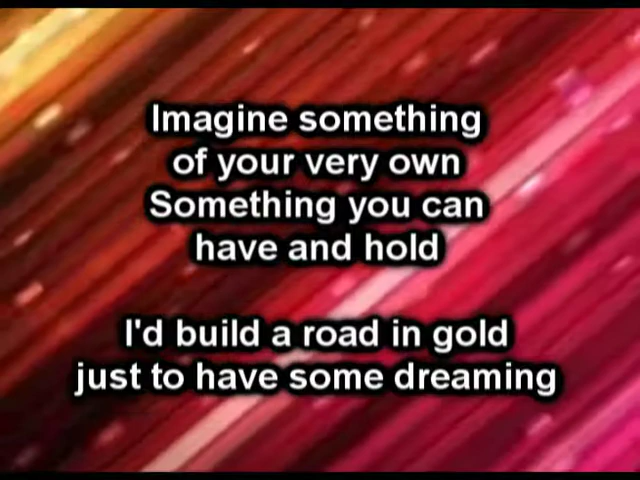 Imagine something
of your very own
Something you can
have and hold
I'd build a road in gold
just to have some dreaming